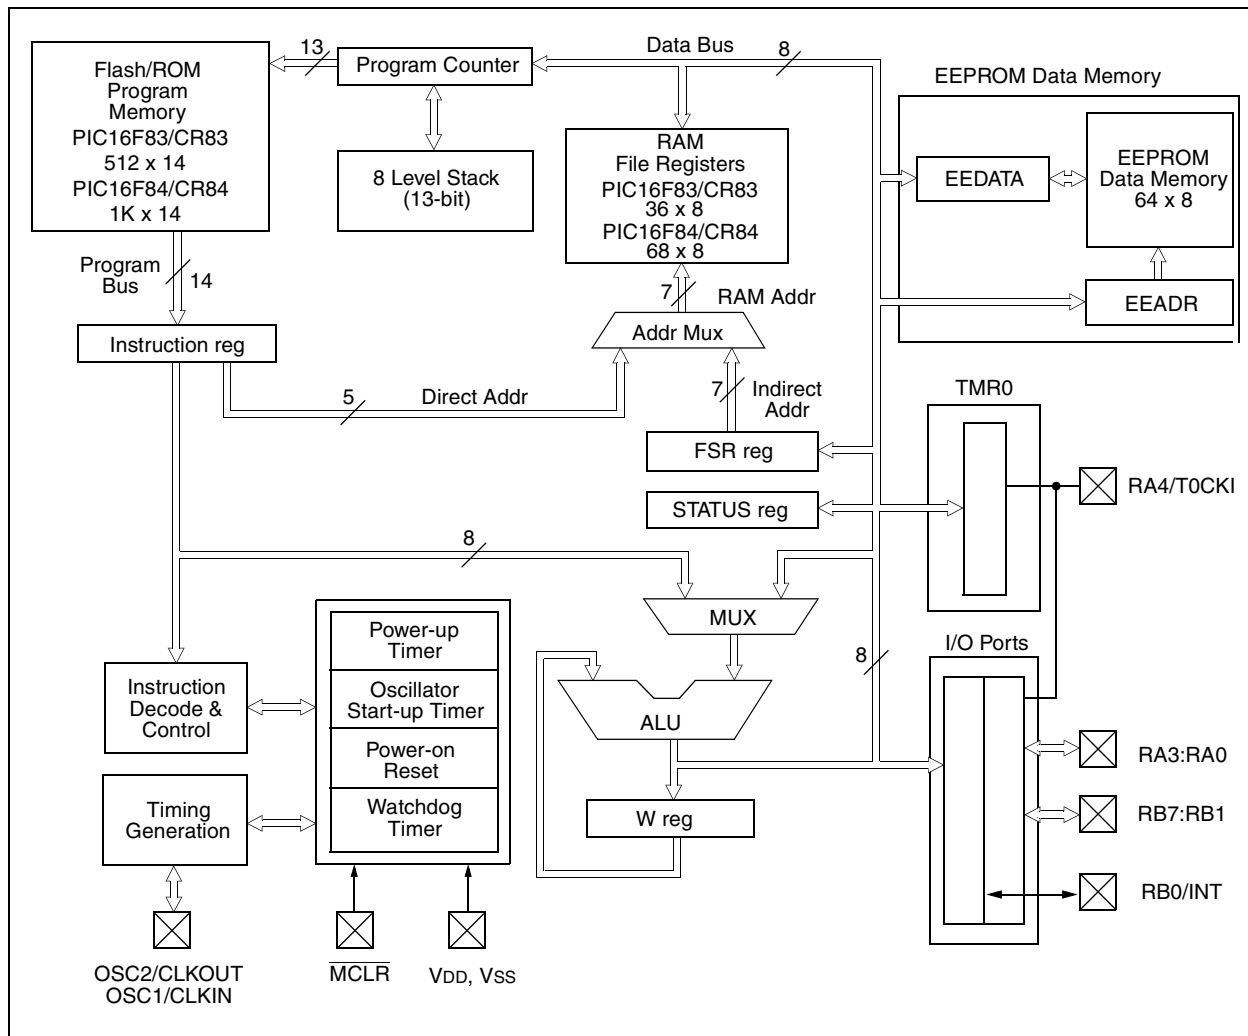 13
Program Counter
Data Bus
8
EEPROM Data Memory
Flash/ROM
Program
Memory
PIC16F83/CR83
512 x 14
PIC16F84/CR84
1K x 14
8 Level Stack
(13-bit)
RAM
File Registers
PIC16F83/CR83
36 x 8
PIC16F84/CR84
68 x 8
EEDATA
EEPROM
Data Memory
64 x 8
EEADR
Program
Bus
14
7
RAM Addr
Instruction reg
Addr Mux
5
Direct Addr
7
Indirect
Addr
TMR0
FSR reg
STATUS reg
RA4/T0CKI
8
MUX
8
I/O Ports
Power-up
Timer
Oscillator
Start-up Timer
Power-on
Reset
Watchdog
Timer
Instruction
Decode &
Control
ALU
RA3:RA0
Timing
Generation
W reg
RB7:RB1
RB0/INT
OSC2/CLKOUT
OSC1/CLKIN
MCLR
VDD, VSS